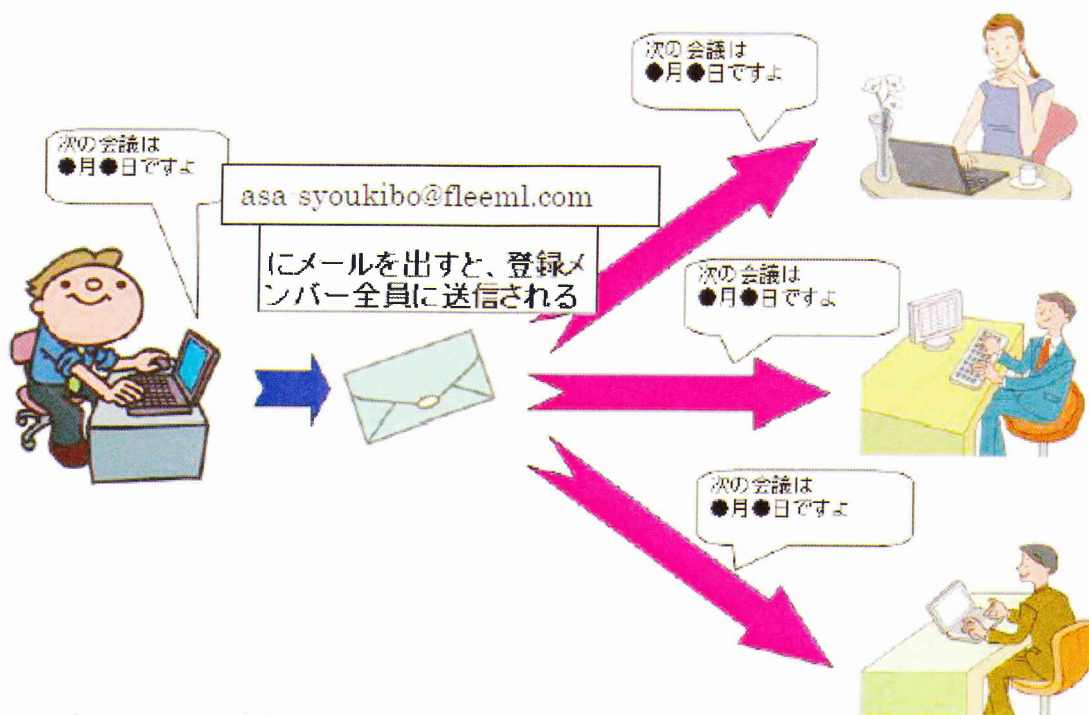 次の会議は
●月●日ですよ
次の会議は
●月●日ですよ
asa-syoukibo@fleeml.com
にメールを出すと、登録メ
ンバー全員に送信される
次の会議は
●月●日ですよ
次の会議は
●月●日ですよ